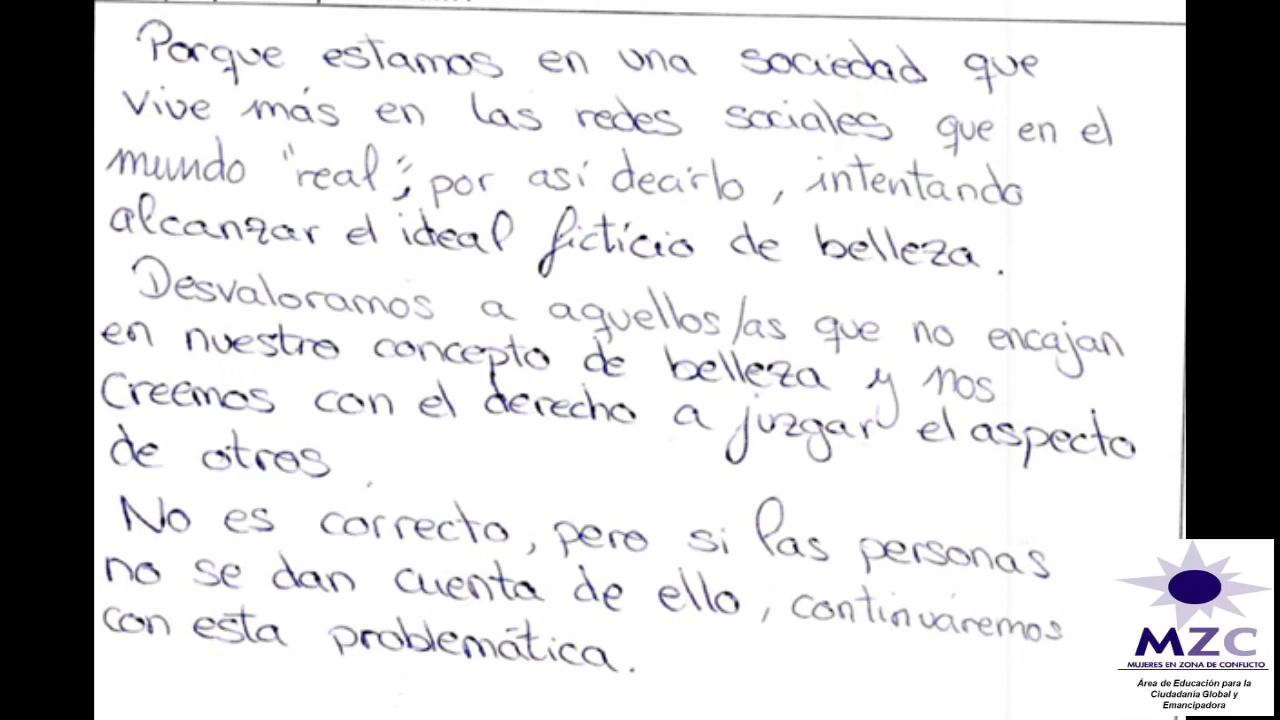 Porque estamos en una sociedad que
vive más en las redes sociales que en el
mundo "real", por así decirlo, intentando
alcanzar el ideal ficticio de belleza.
Desvaloramos a aquellos/as que no encajan
en nuestro concepto de belleza y nos
Creemos con el derecho a juzgar el aspecto
de otros.
No es correcto, pero si las personas
no se dan cuenta de ello, continuaremos
con esta problemática.
MZC
MUJERES EN ZONA DE CONFLICTO
Área de Educación para la
Ciudadanía Global y
Emancipadora